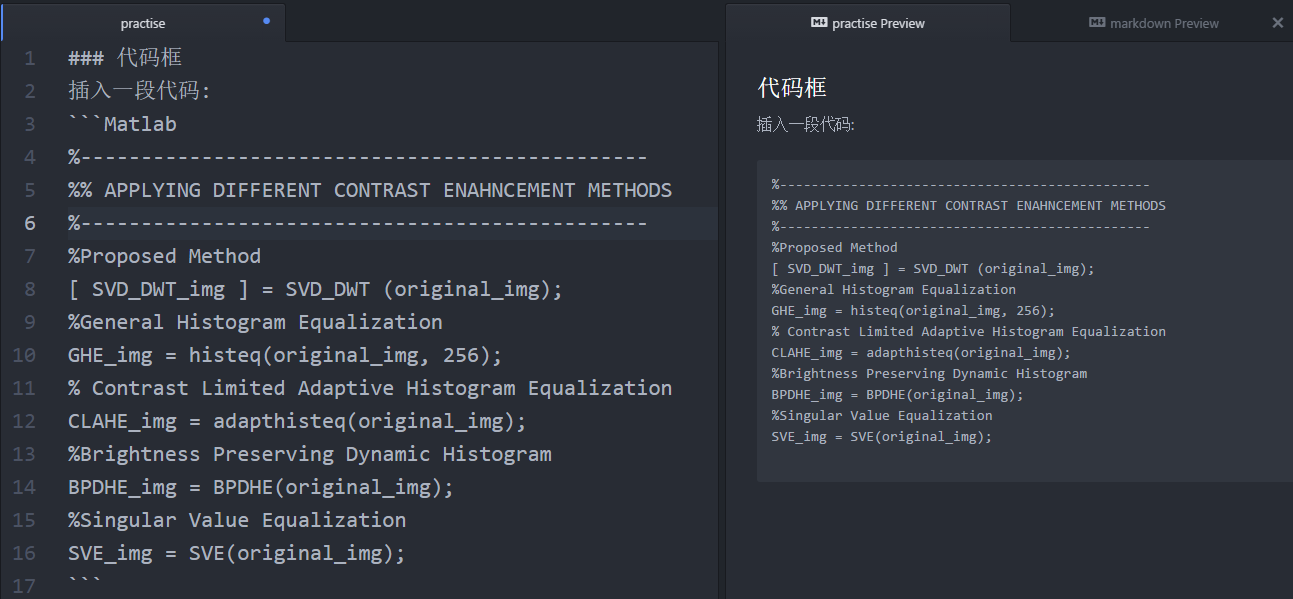 practise
1 ### 代码框
2 插入一段代码:
3 ```Matlab
4 %-----------------------------------------------
5 %% APPLYING DIFFERENT CONTRAST ENAHNCEMENT METHODS
6 %-----------------------------------------------
7 %Proposed Method
8 [ SVD_DWT_img ] = SVD_DWT (original_img);
9 %General Histogram Equalization
10 GHE_img = histeq(original_img, 256);
11 % Contrast Limited Adaptive Histogram Equalization
12 CLAHE_img = adapthisteq(original_img);
13 %Brightness Preserving Dynamic Histogram
14 BPDHE_img = BPDHE(original_img);
15 %Singular Value Equalization
16 SVE_img = SVE(original_img);
17 ```
practise Preview
markdown Preview
代码框
插入一段代码:
%-----------------------------------------------
%% APPLYING DIFFERENT CONTRAST ENAHNCEMENT METHODS
%-----------------------------------------------
%Proposed Method
[ SVD_DWT_img ] = SVD_DWT (original_img);
%General Histogram Equalization
GHE_img = histeq(original_img, 256);
% Contrast Limited Adaptive Histogram Equalization
CLAHE_img = adapthisteq(original_img);
%Brightness Preserving Dynamic Histogram
BPDHE_img = BPDHE(original_img);
%Singular Value Equalization
SVE_img = SVE(original_img);